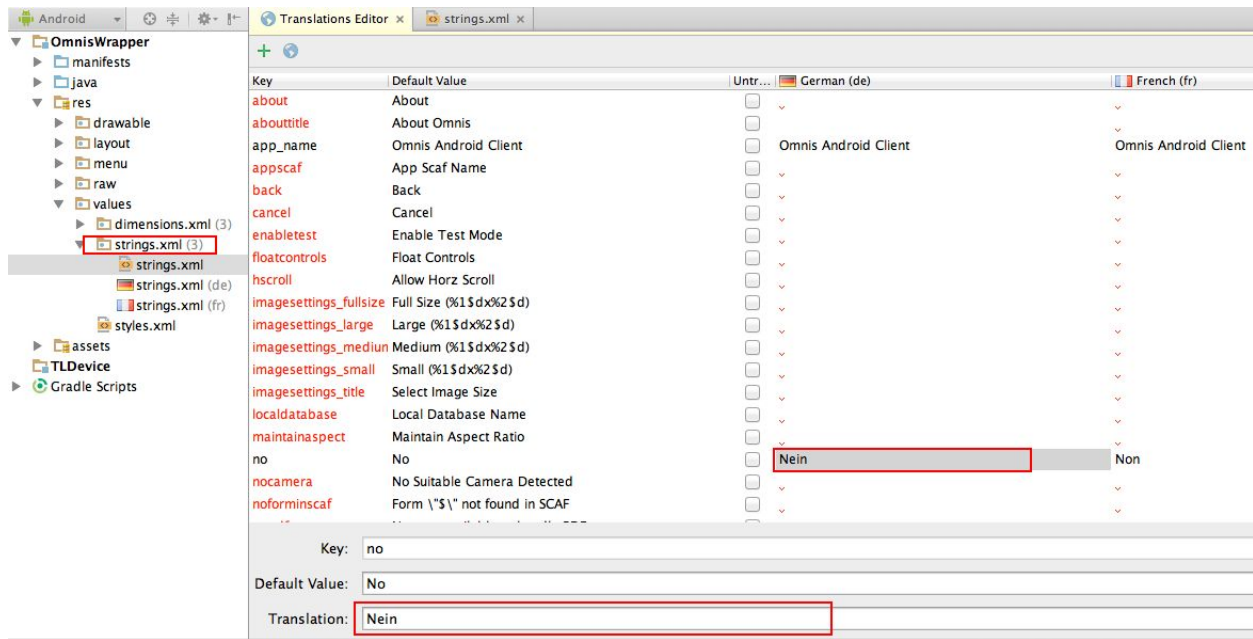 Android
Translations Editor
strings.xml
OmnisWrapper
manifests
java
res
drawable
layout
menu
raw
values
dimensions.xml (3)
strings.xml (3)
strings.xml
strings.xml (de)
strings.xml (fr)
styles.xml
assets
TLDevice
Gradle Scripts
Key Default Value Untr... German (de) French (fr)
about About
abouttitle About Omnis
app_name Omnis Android Client Omnis Android Client Omnis Android Client
appscaf App Scaf Name
back Back
cancel Cancel
enabletest Enable Test Mode
floatcontrols Float Controls
hscroll Allow Horz Scroll
imagesettings_fullsize Full Size (%1$dx%2$d)
imagesettings_large Large (%1$dx%2$d)
imagesettings_mediun Medium (%1$dx%2$d)
imagesettings_small Small (%1$dx%2$d)
imagesettings_title Select Image Size
localdatabase Local Database Name
maintainaspect Maintain Aspect Ratio
no No Nein Non
nocamera No Suitable Camera Detected
noforminscaf Form \"$\" not found in SCAF
Key: no
Default Value: No
Translation: Nein